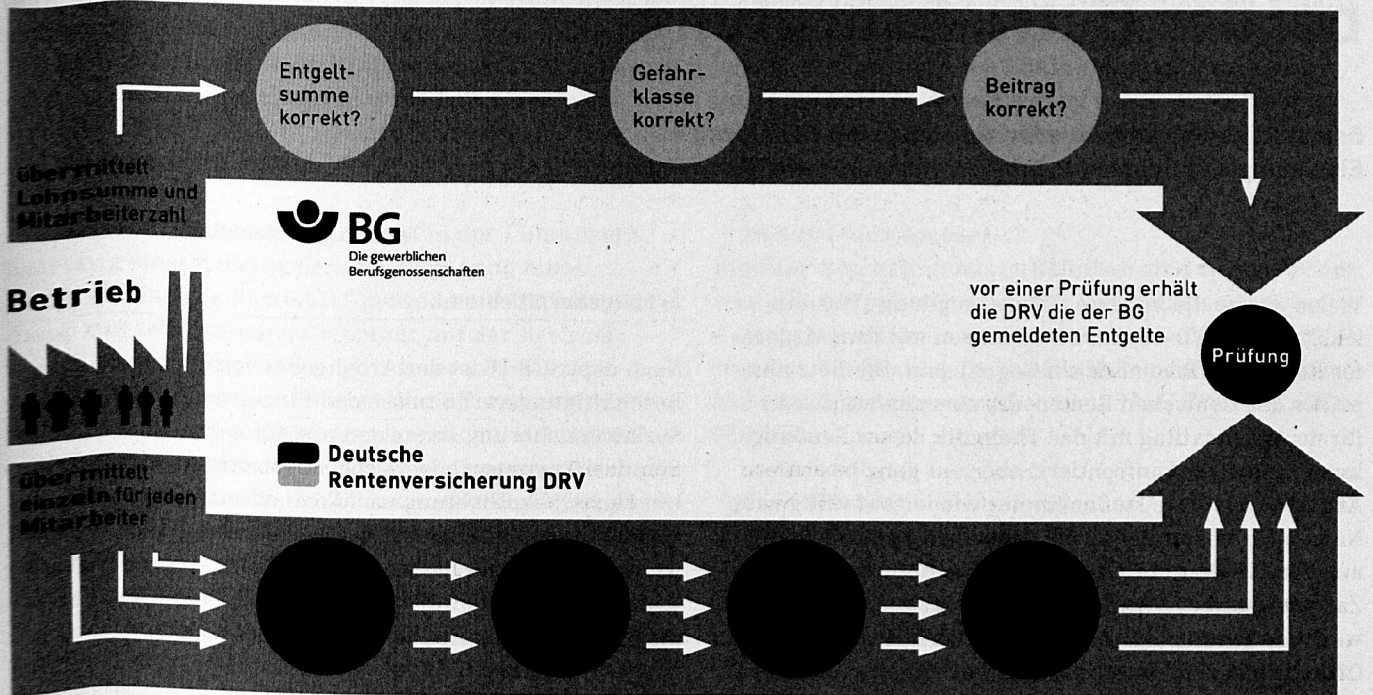 Entgelt-
summe
korrekt?
Gefahr-
klasse
korrekt?
Beitrag
korrekt?
übermittelt
Lohnsumme und
Mitarbeiterzahl
BG
Die gewerblichen
Berufsgenossenschaften
Betrieb
vor einer Prüfung erhält
die DRV die der BG
gemeldeten Entgelte
Prüfung
Deutsche
Rentenversicherung DRV
übermittelt
einzeln für jeden
Mitarbeiter